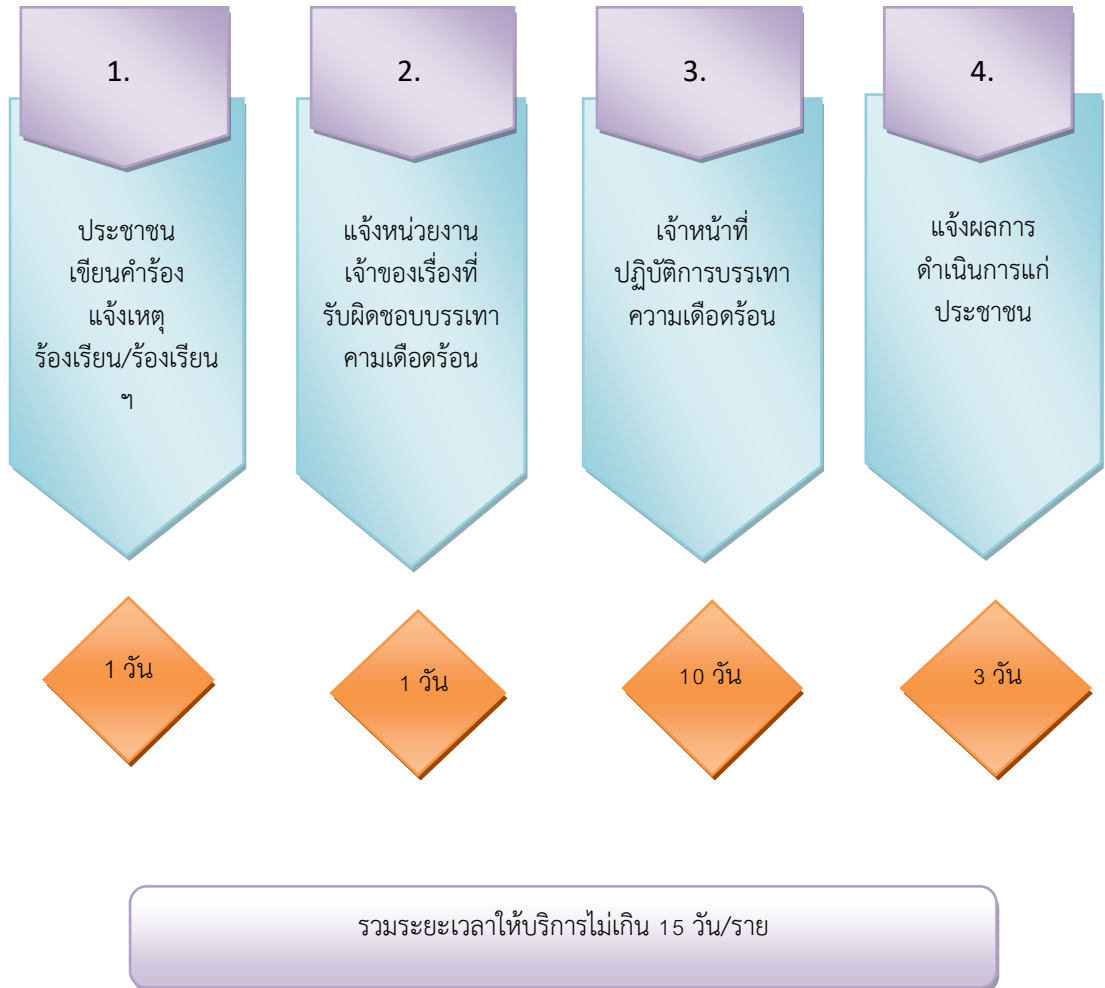 1.
ประชาชน
เขียนคำร้อง
แจ้งเหตุ
ร้องเรียน/ร้องเรียน
ฯ
1 วัน
2.
แจ้งหน่วยงาน
เจ้าของเรื่องที่
รับผิดชอบบรรเทา
คามเดือดร้อน
1 วัน
3.
เจ้าหน้าที่
ปฏิบัติการบรรเทา
ความเดือดร้อน
10 วัน
4.
แจ้งผลการ
ดำเนินการแก่
ประชาชน
3 วัน
รวมระยะเวลาให้บริการไม่เกิน 15 วัน/ราย